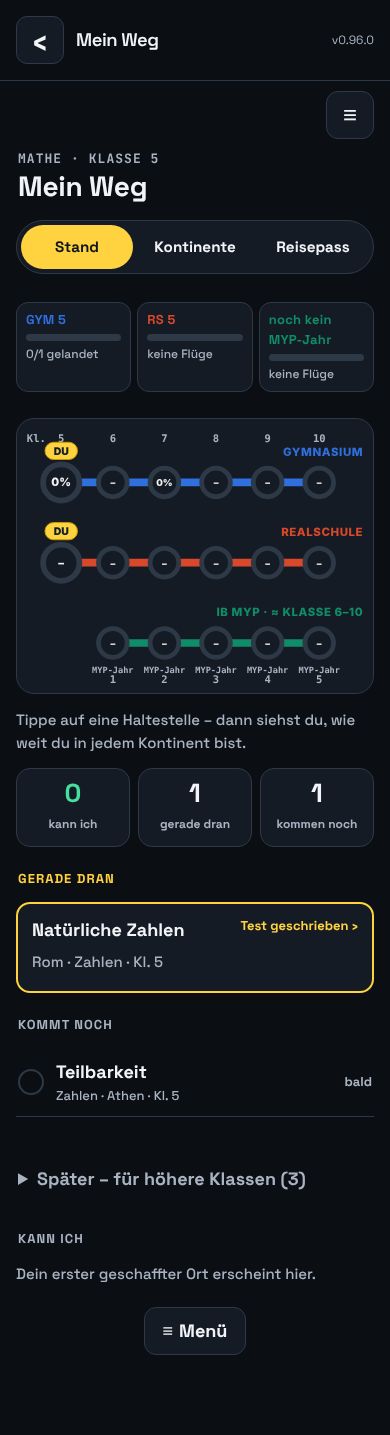 <
Mein Weg
v0.96.0
≡
MATHE · KLASSE 5
Mein Weg
Stand
Kontinente
Reisepass
GYM 5
0/1 gelandet
RS 5
keine Flüge
noch kein
MYP-Jahr
keine Flüge
Kl. 5 6 7 8 9 10
DU
GYMNASIUM
0% – 0% – – –
DU
REALSCHULE
– – – – – –
IB MYP · ≈ KLASSE 6–10
– – – – –
MYP-Jahr MYP-Jahr MYP-Jahr MYP-Jahr MYP-Jahr
1 2 3 4 5
Tippe auf eine Haltestelle – dann siehst du, wie
weit du in jedem Kontinent bist.
0 1 1
kann ich gerade dran kommen noch
GERADE DRAN
Natürliche Zahlen
Test geschrieben >
Rom · Zahlen · Kl. 5
KOMMT NOCH
Teilbarkeit
Zahlen · Athen · Kl. 5
bald
▶ Später – für höhere Klassen (3)
KANN ICH
Dein erster geschaffter Ort erscheint hier.
≡ Menü